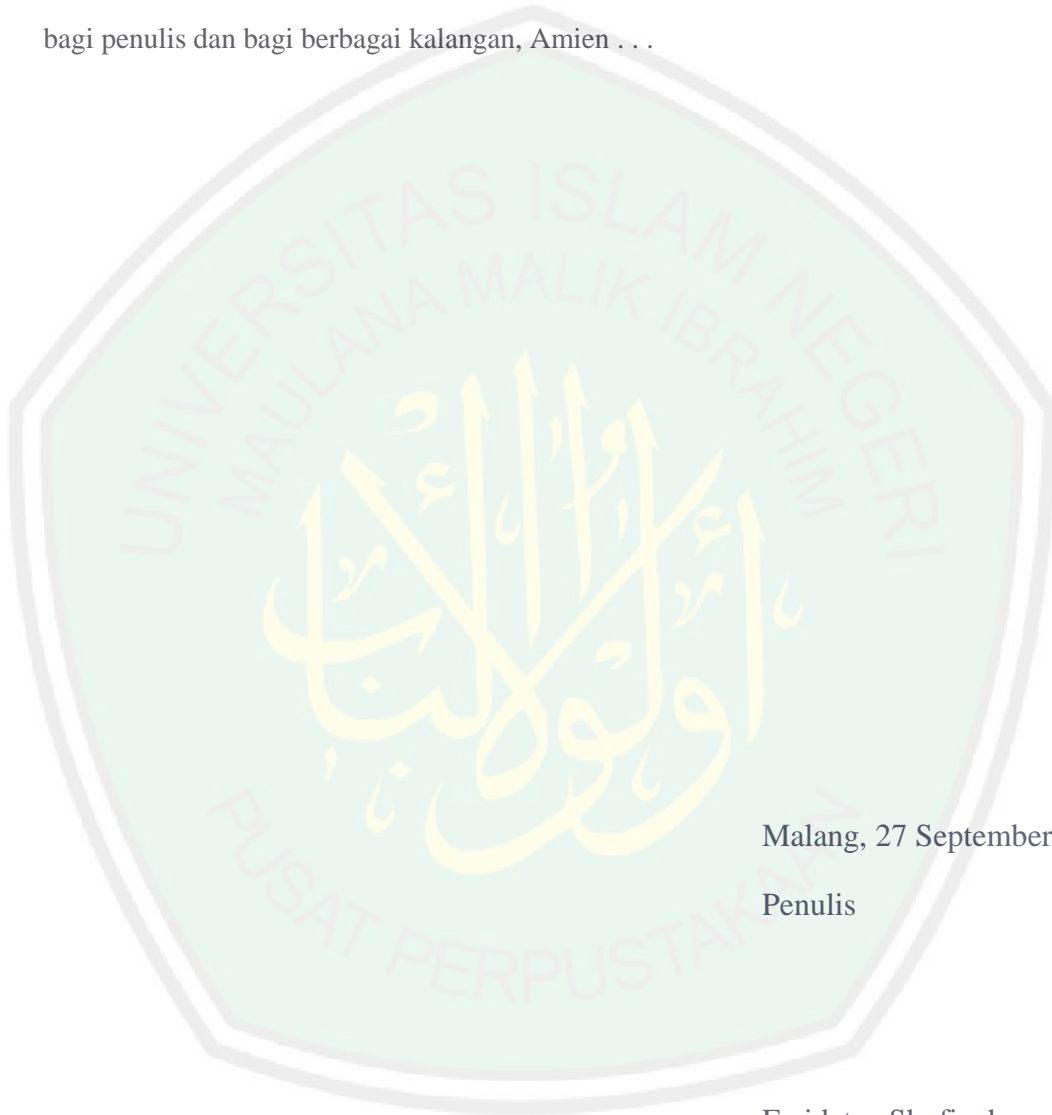 bagi penulis dan bagi berbagai kalangan, Amien . . .
UNIVERSITAS ISLAM NEGERI
MAULANA MALIK IBRAHIM
أولوا الألباب
Malang, 27 September
Penulis
PUSAT PERPUSTAKAAN